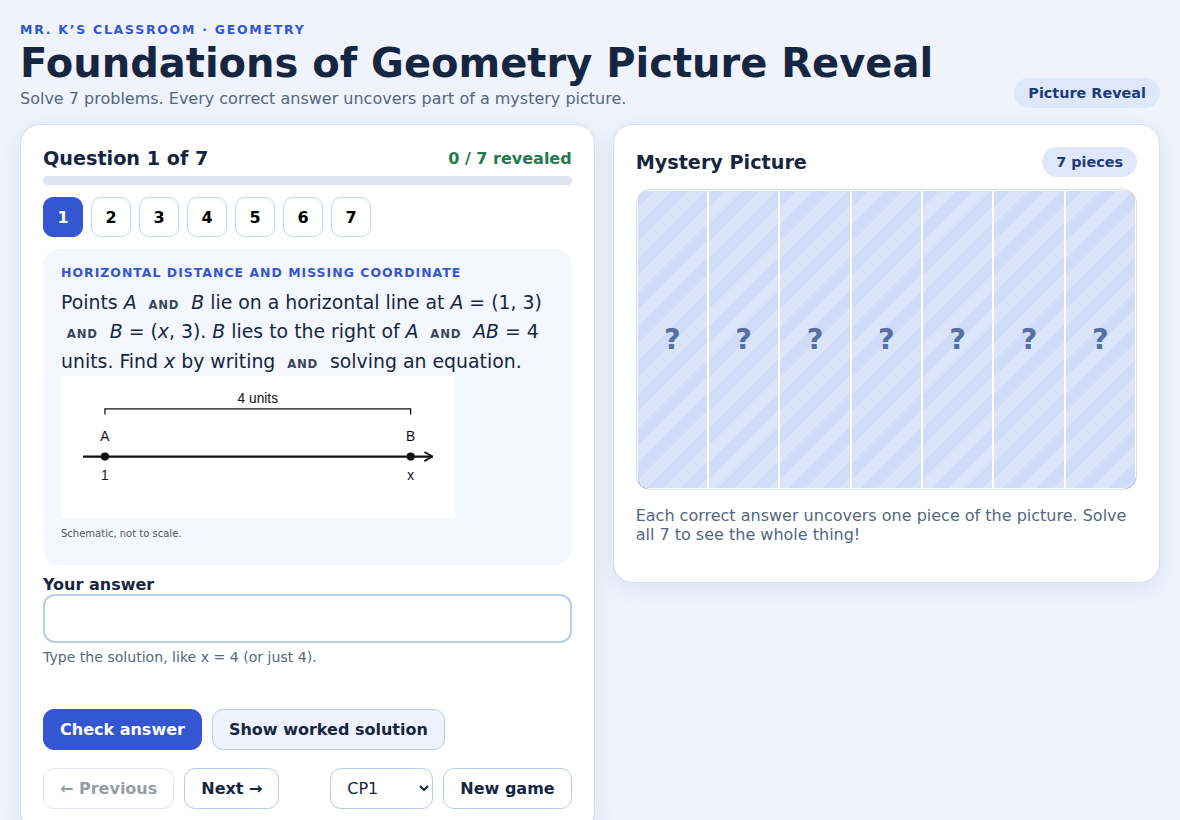 MR. K'S CLASSROOM · GEOMETRY
Foundations of Geometry Picture Reveal
Solve 7 problems. Every correct answer uncovers part of a mystery picture.
Picture Reveal
Question 1 of 7
0 / 7 revealed
1 2 3 4 5 6 7
HORIZONTAL DISTANCE AND MISSING COORDINATE
Points A AND B lie on a horizontal line at A = (1, 3)
AND B = (x, 3). B lies to the right of A AND AB = 4
units. Find x by writing AND solving an equation.
4 units
A B
1 x
Schematic, not to scale.
Your answer
Type the solution, like x = 4 (or just 4).
Check answer
Show worked solution
← Previous
Next →
CP1
New game
Mystery Picture
7 pieces
? ? ? ? ? ? ?
Each correct answer uncovers one piece of the picture. Solve
all 7 to see the whole thing!